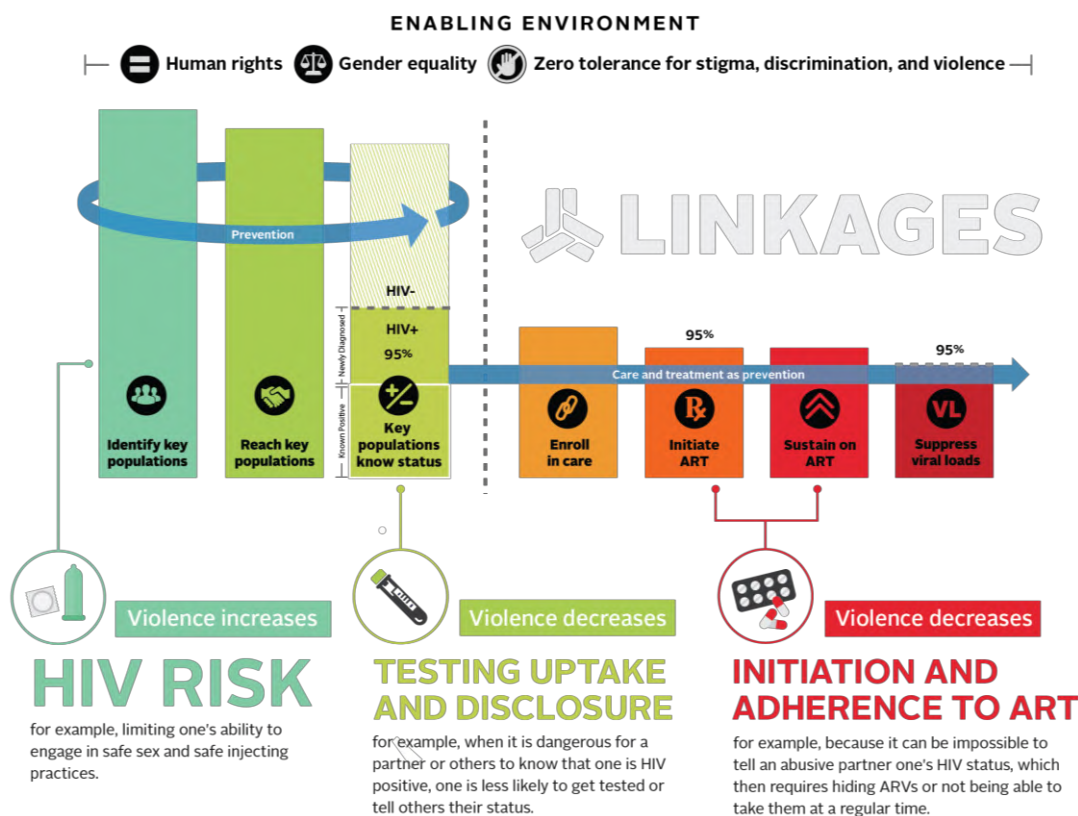 ENABLING ENVIRONMENT
Human rights
Gender equality
Zero tolerance for stigma, discrimination, and violence
Prevention
LINKAGES
HIV-
Newly Diagnosed
HIV+
95%
95%
95%
Care and treatment as prevention
Known Positive
Identify key
populations
Reach key
populations
Key
populations
know status
Enroll
in care
Rx
Initiate
ART
Sustain on
ART
VL
Suppress
viral loads
Violence increases
HIV RISK
for example, limiting one's ability to
engage in safe sex and safe injecting
practices.
Violence decreases
TESTING UPTAKE
AND DISCLOSURE
for example, when it is dangerous for a
partner or others to know that one is HIV
positive, one is less likely to get tested or
tell others their status.
Violence decreases
INITIATION AND
ADHERENCE TO ART
for example, because it can be impossible to
tell an abusive partner one's HIV status, which
then requires hiding ARVs or not being able to
take them at a regular time.